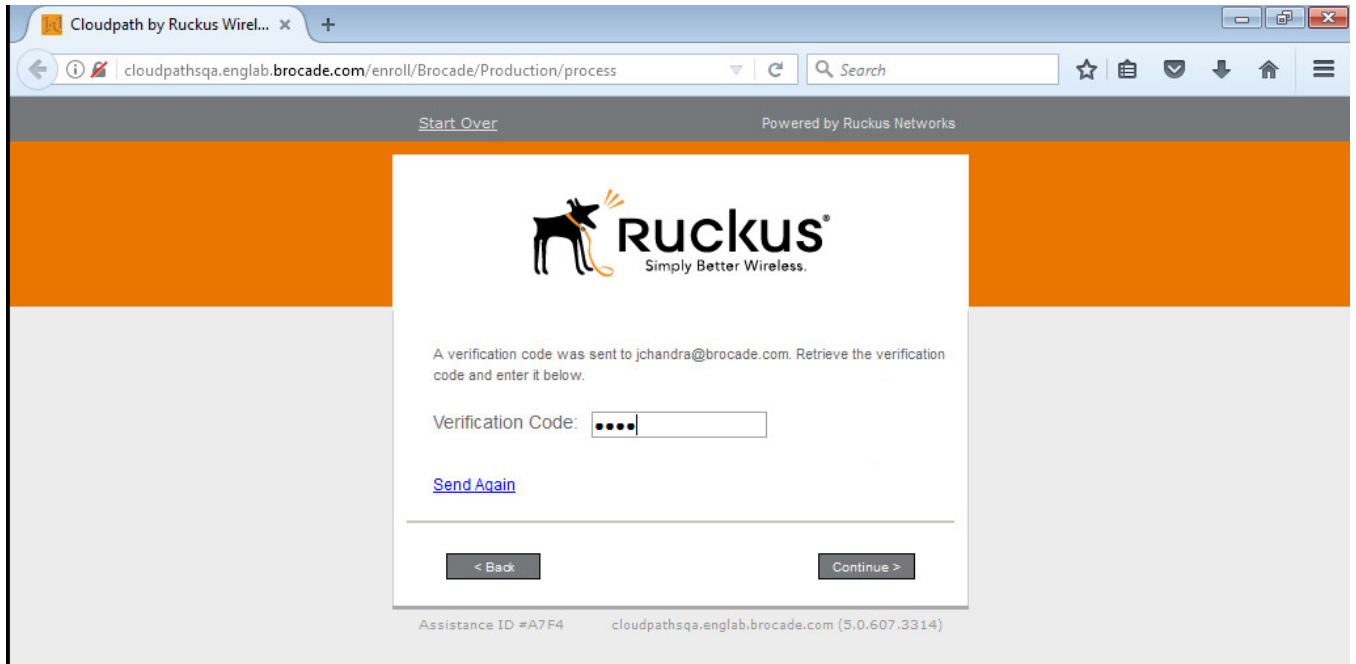 Cloudpath by Ruckus Wirel...
cloudpathsqa.englab.brocade.com/enroll/Brocade/Production/process
Search
Start Over
Powered by Ruckus Networks
RUCKUS®
Simply Better Wireless.
A verification code was sent to jchandra@brocade.com. Retrieve the verification
code and enter it below.
Verification Code:
Send Again
< Back
Continue >
Assistance ID #A7F4
cloudpathsqa.englab.brocade.com (5.0.607.3314)